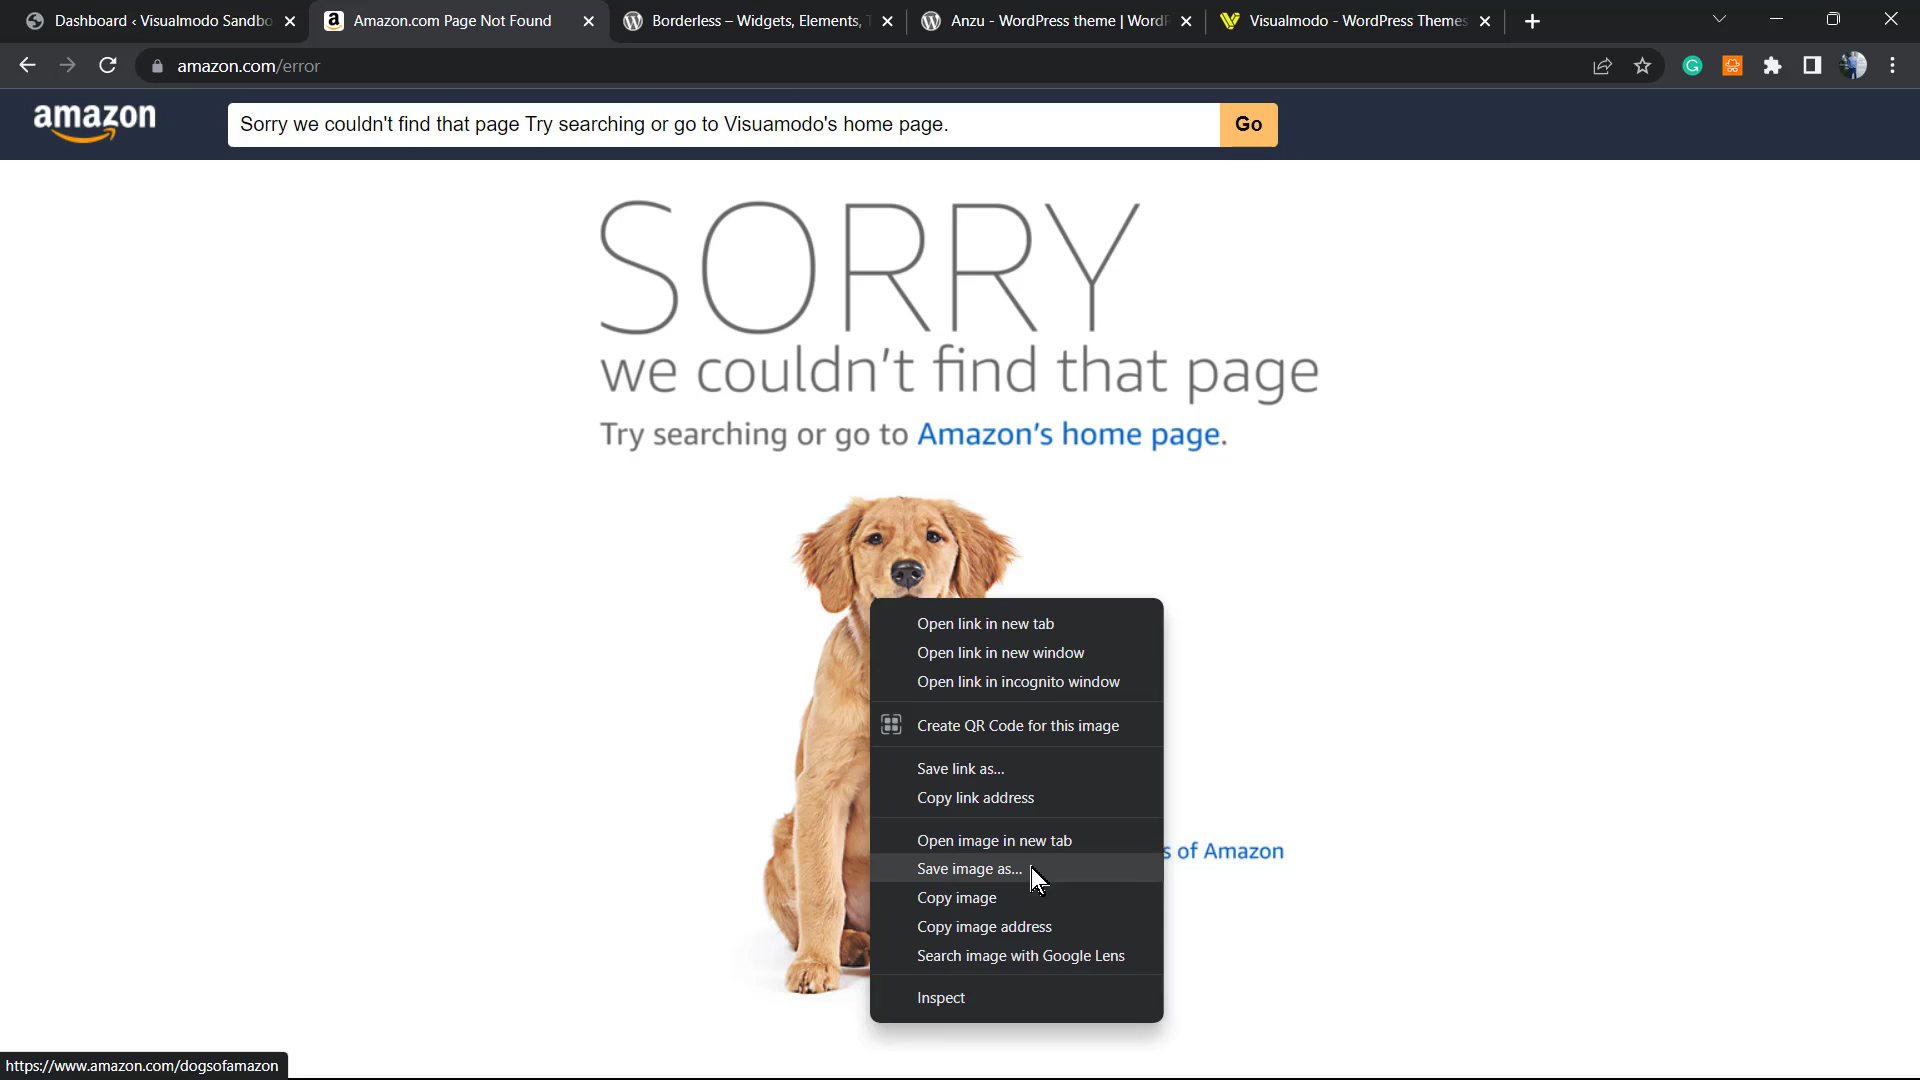 Dashboard ‹ Visualmodo Sandbo
Amazon.com Page Not Found
Borderless – Widgets, Elements,
Anzu - WordPress theme | Word
Visualmodo - WordPress Themes
amazon.com/error
amazon
Sorry we couldn't find that page Try searching or go to Visuamodo's home page.
Go
SORRY
we couldn't find that page
Try searching or go to Amazon's home page.
Open link in new tab
Open link in new window
Open link in incognito window
Create QR Code for this image
Save link as...
Copy link address
Open image in new tab
s of Amazon
Save image as...
Copy image
Copy image address
Search image with Google Lens
Inspect
https://www.amazon.com/dogsofamazon